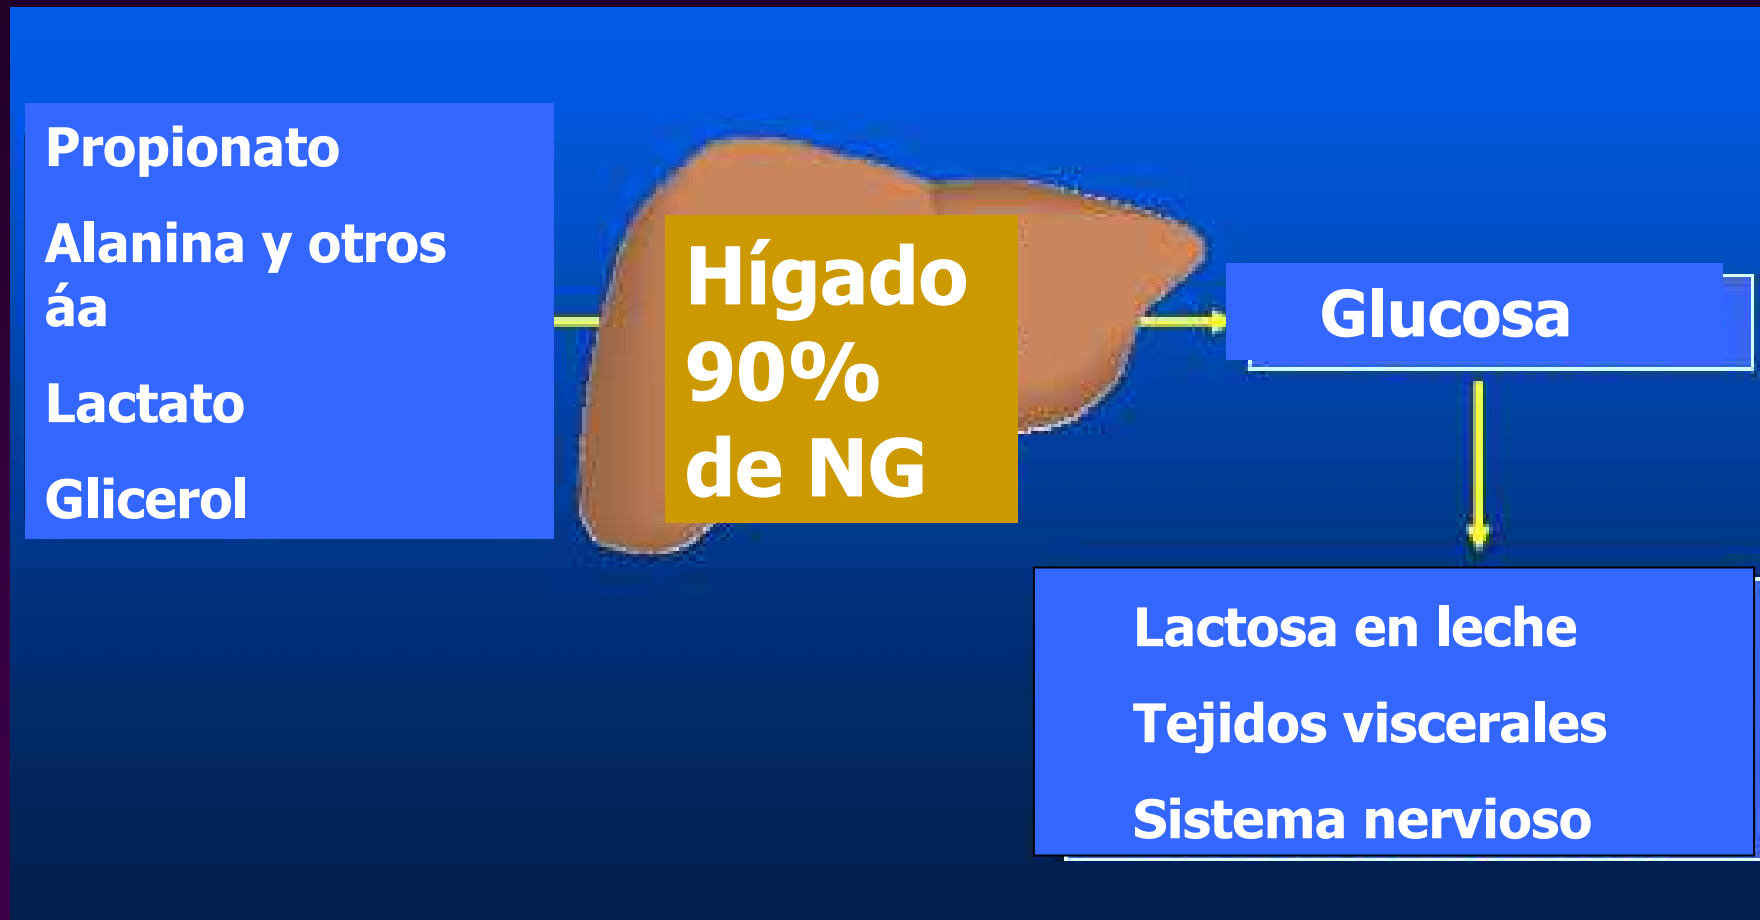 Propionato
Alanina y otros
áa
Lactato
Glicerol
Hígado
90%
de NG
Glucosa
Lactosa en leche
Tejidos viscerales
Sistema nervioso